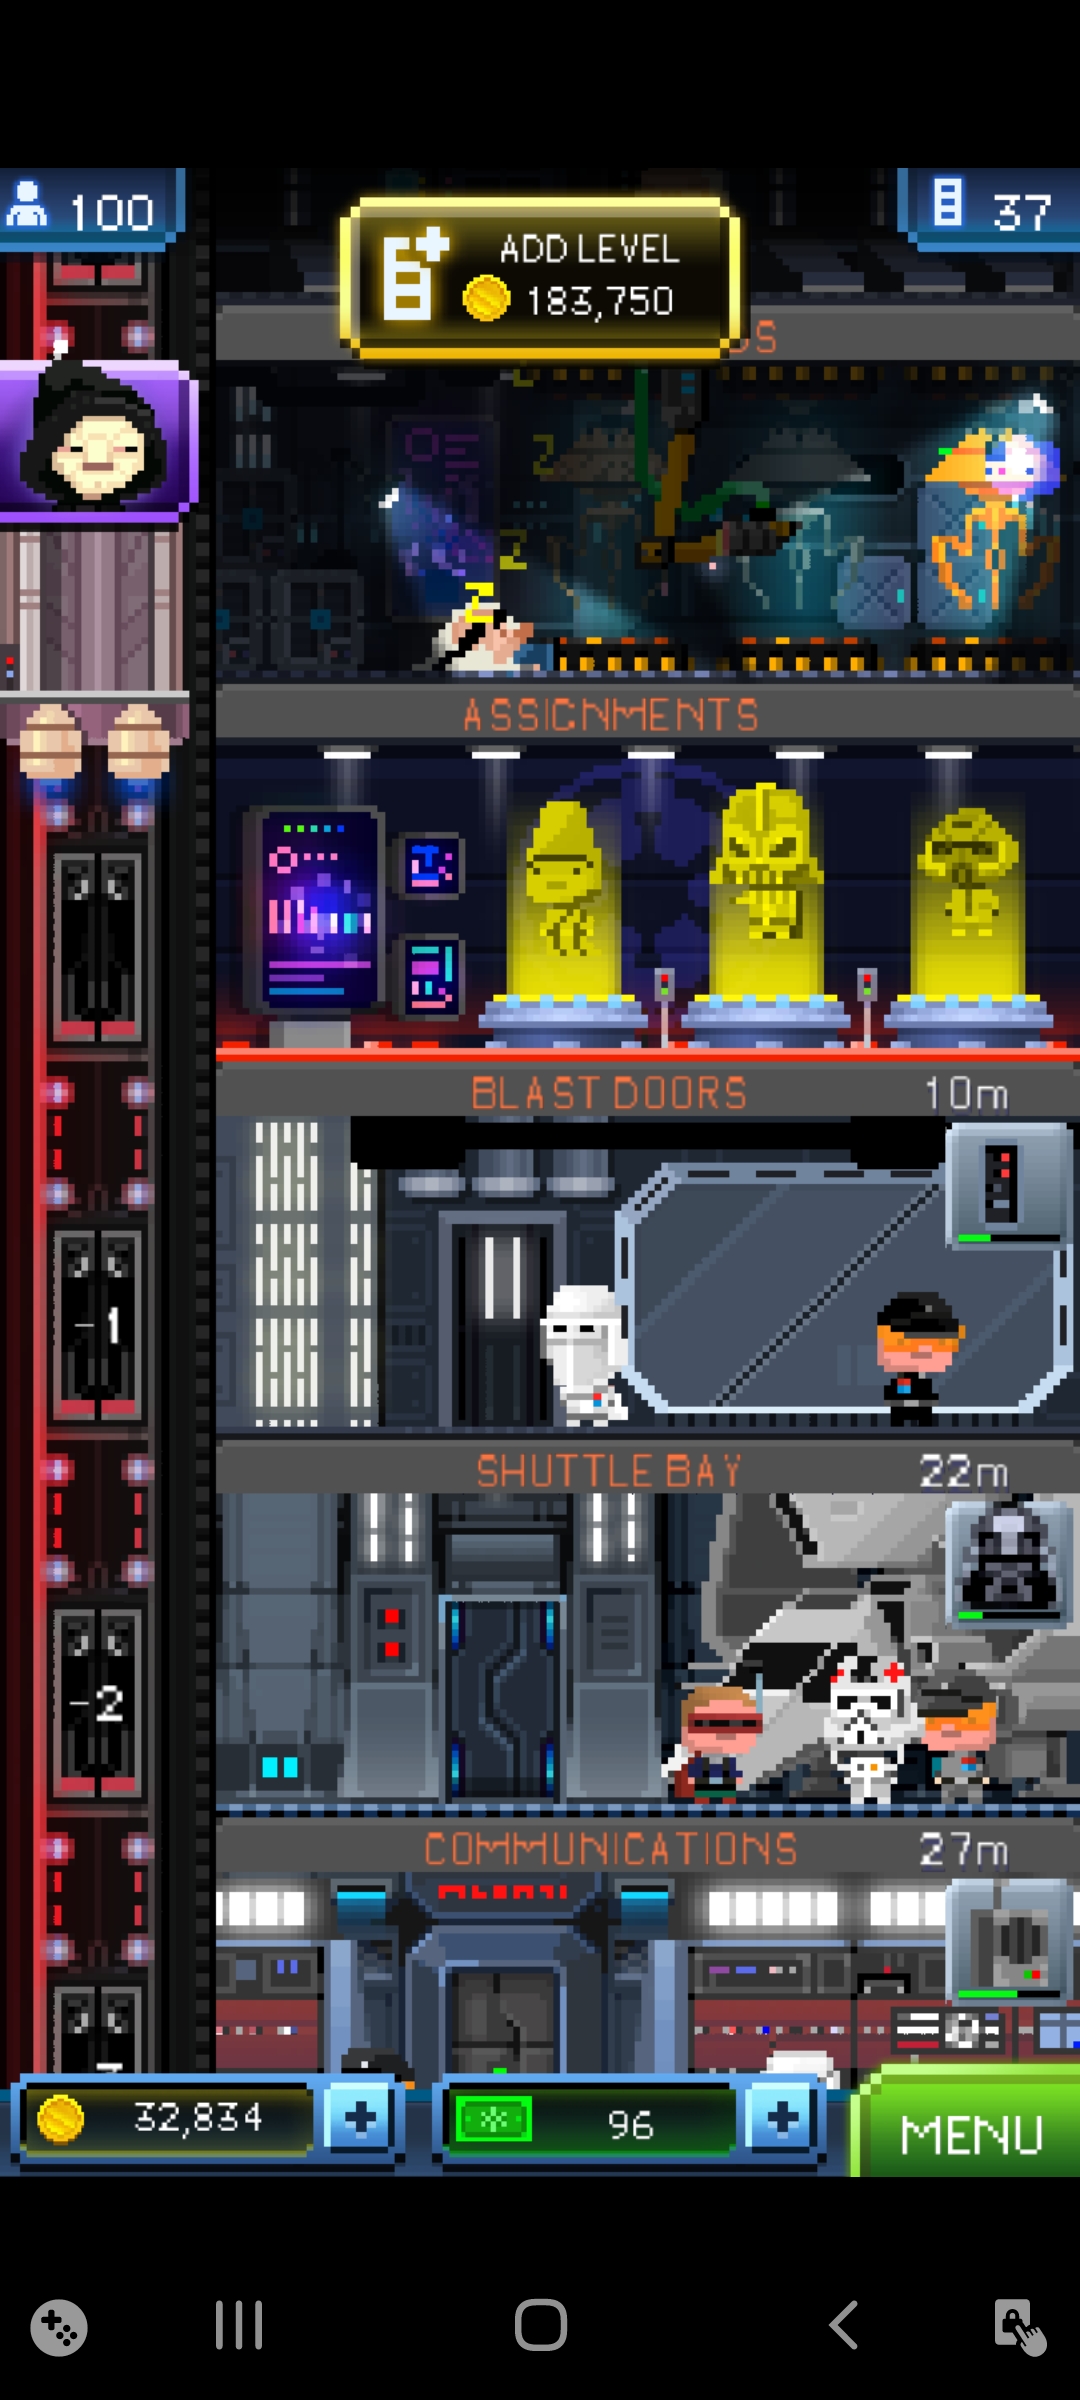 100
ADD LEVEL
183,750
37
Z
Z
Z
ASSIGNMENTS
BLAST DOORS 10m
-1
SHUTTLE BAY 22m
-2
COMMUNICATIONS 27m
32,834
96
MENU